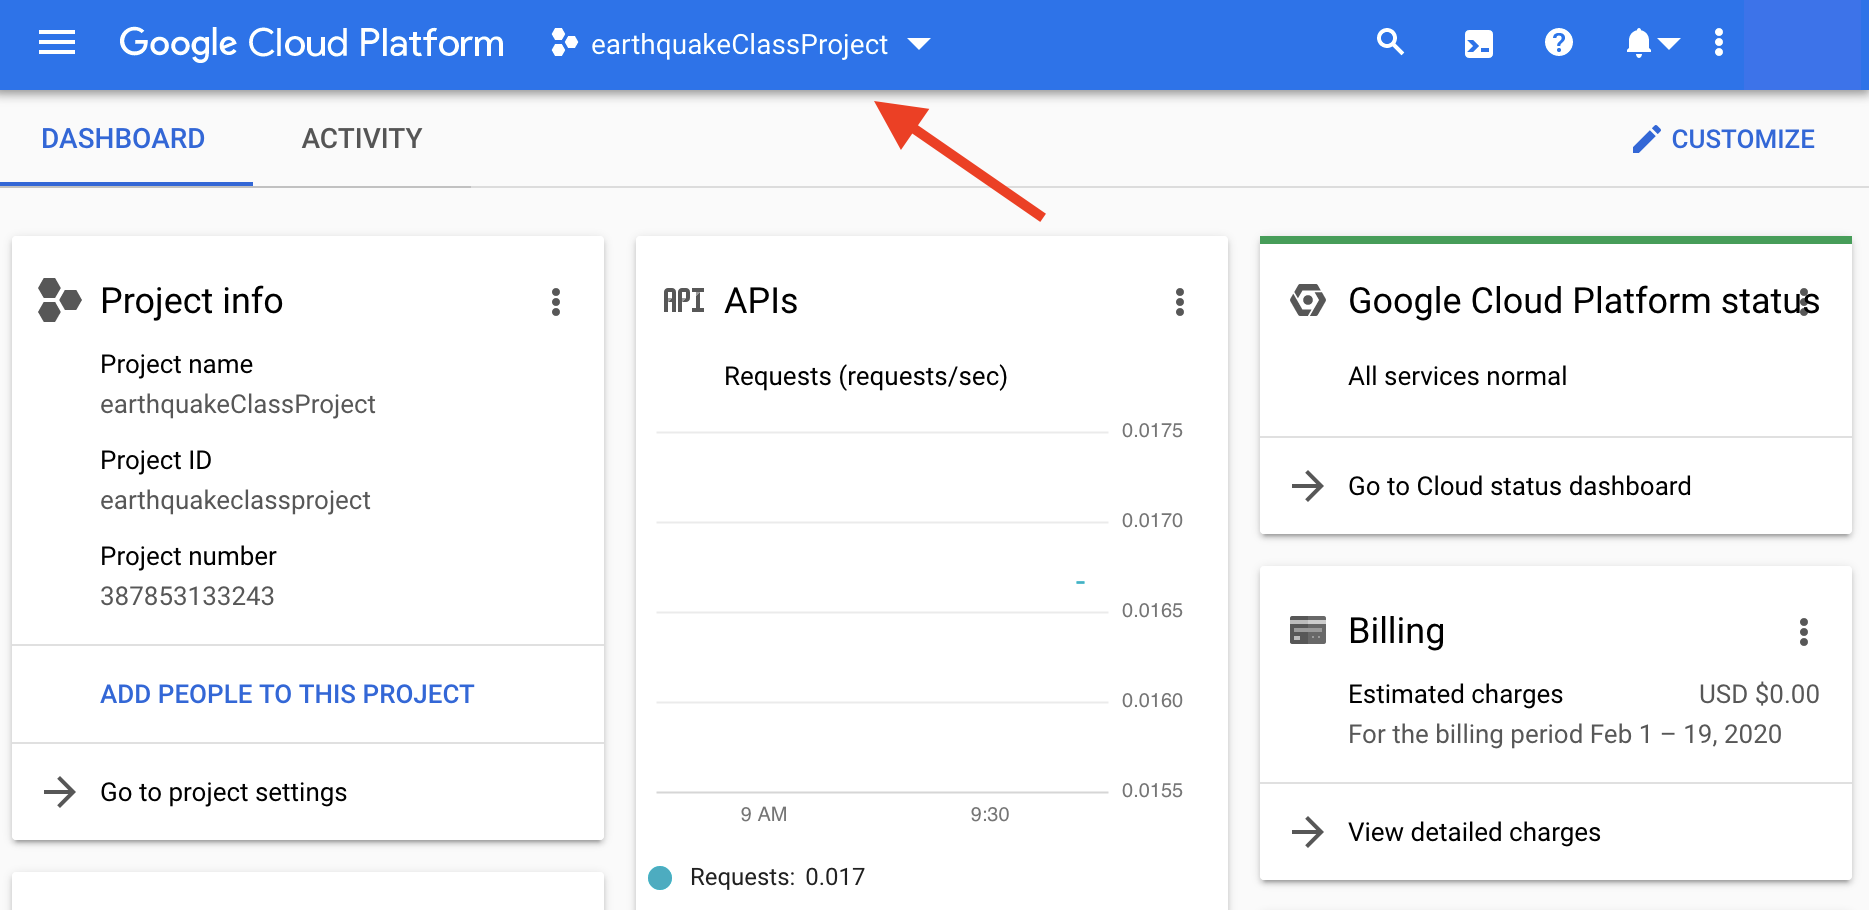 Google Cloud Platform
earthquakeClassProject
DASHBOARD
ACTIVITY
CUSTOMIZE
Project info
Project name
earthquakeClassProject
Project ID
earthquakeclassproject
Project number
387853133243
ADD PEOPLE TO THIS PROJECT
Go to project settings
API APIs
Requests (requests/sec)
0.0175
0.0170
0.0165
0.0160
0.0155
9 AM
9:30
Requests: 0.017
Google Cloud Platform status
All services normal
Go to Cloud status dashboard
Billing
Estimated charges USD $0.00
For the billing period Feb 1 – 19, 2020
View detailed charges